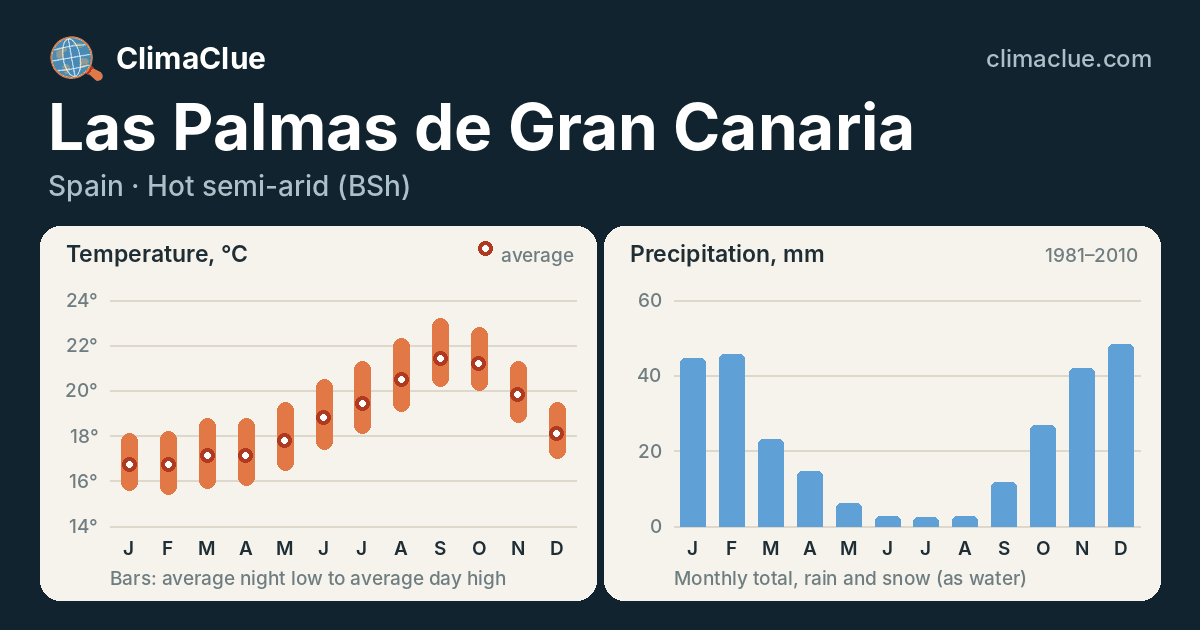 ClimaClue
climaclue.com
Las Palmas de Gran Canaria
Spain · Hot semi-arid (BSh)
Temperature, °C
average
24°
22°
20°
18°
16°
14°
J F M A M J J A S O N D
Bars: average night low to average day high
Precipitation, mm
1981–2010
60
40
20
0
J F M A M J J A S O N D
Monthly total, rain and snow (as water)